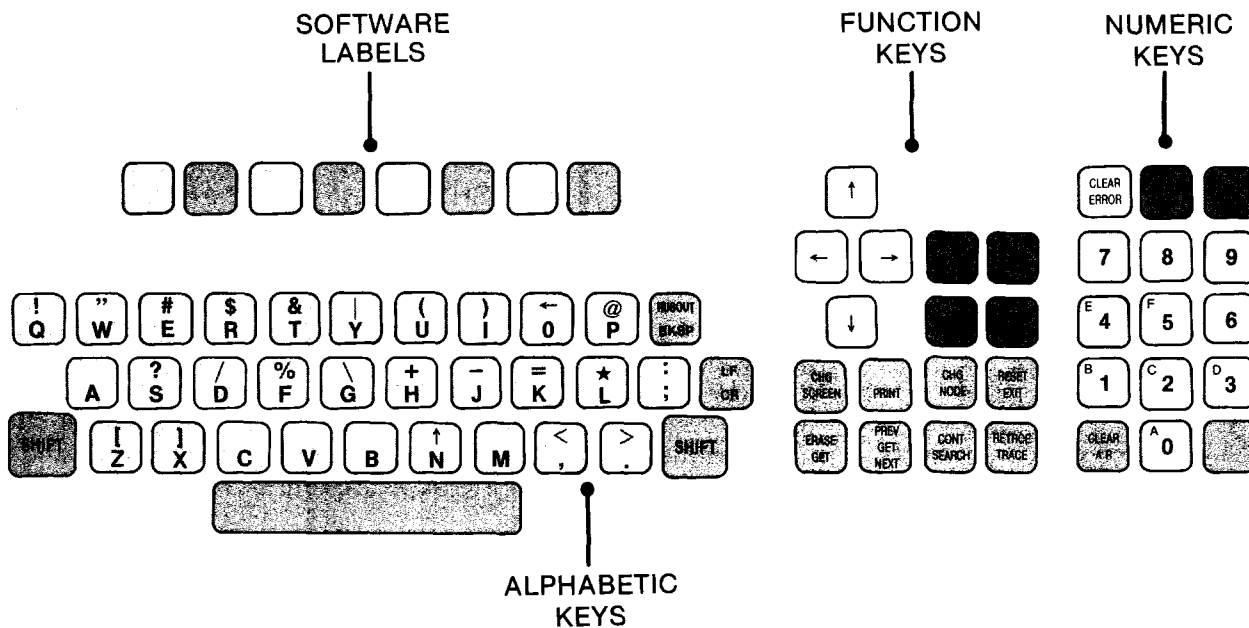 SOFTWARE
LABELS
FUNCTION
KEYS
NUMERIC
KEYS
↑
CLEAR
ERROR
← →
7 8 9
! " # $ & | ( ) ← @ RUBOUT
Q W E R T Y U I 0 P BKSP
↓
E 4 F 5 6
? / % \ + − = ★ : LF
A S D F G H J K L ; CR
CHG
SCREEN
PRINT
CHG
NODE
RESET
EXIT
B 1 C 2 D 3
SHIFT
[ ] ↑ < >
Z X C V B N M , .
SHIFT
ERASE
GET
PREV
GET
NEXT
CONT
SEARCH
RETRCE
TRACE
CLEAR
A R
A 0
ALPHABETIC
KEYS